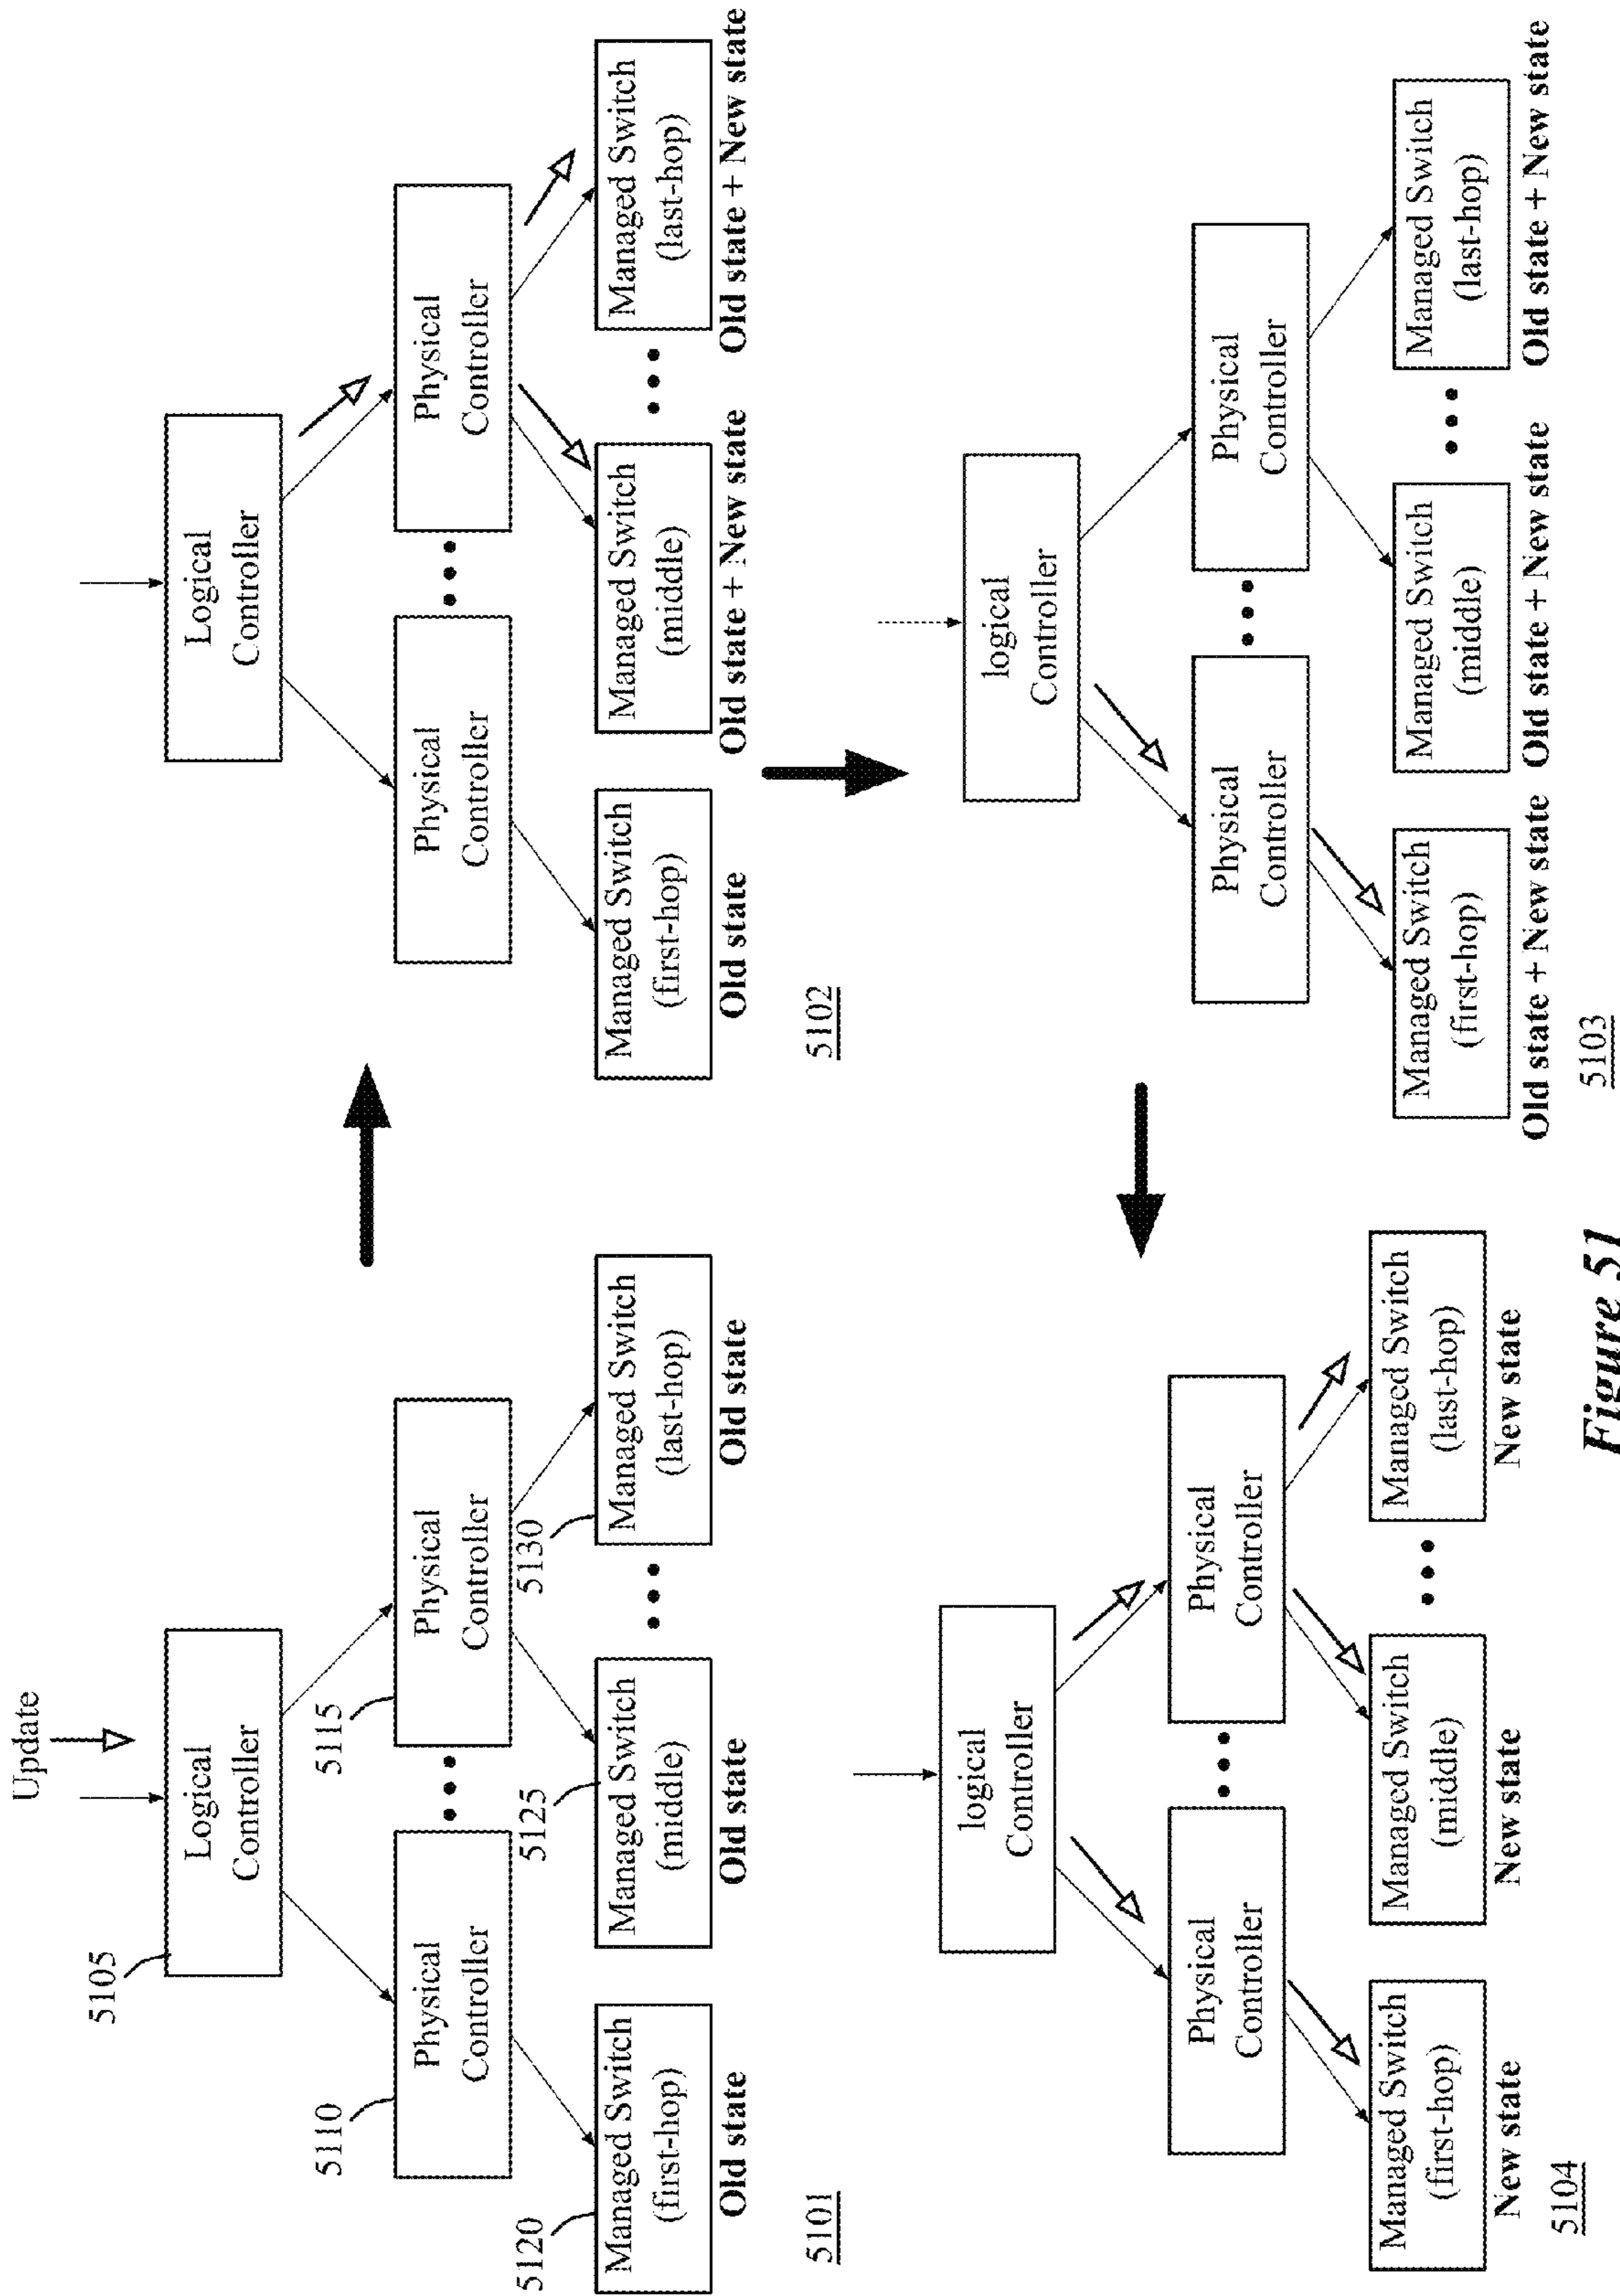 Update
5105
Logical
Controller
5110
Physical
Controller
5115
Physical
Controller
5120
Managed Switch
(first-hop)
5125
Managed Switch
(middle)
5130
Managed Switch
(last-hop)
Old state
Old state
Old state
5101
Logical
Controller
Physical
Controller
Physical
Controller
Managed Switch
(first-hop)
Managed Switch
(middle)
Managed Switch
(last-hop)
Old state
Old state + New state
Old state + New state
5102
logical
Controller
Physical
Controller
Physical
Controller
Managed Switch
(first-hop)
Managed Switch
(middle)
Managed Switch
(last-hop)
Old state + New state
Old state + New state
Old state + New state
5103
logical
Controller
Physical
Controller
Physical
Controller
Managed Switch
(first-hop)
Managed Switch
(middle)
Managed Switch
(last-hop)
New state
New state
New state
5104
Figure 51